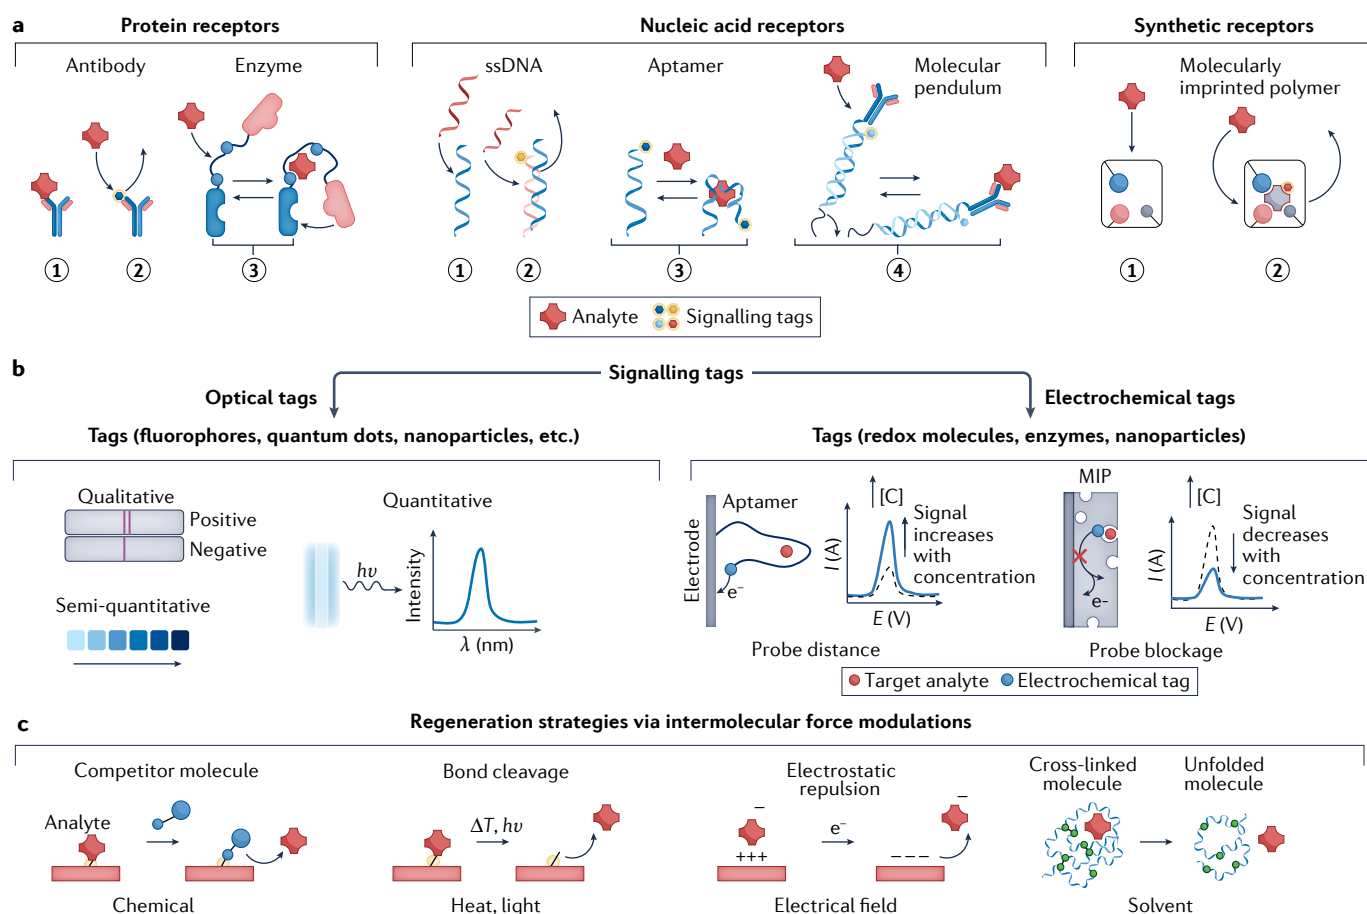 a
Protein receptors
Nucleic acid receptors
Synthetic receptors
Antibody
Enzyme
ssDNA
Aptamer
Molecular
pendulum
Molecularly
imprinted polymer
1
2
3
1
2
3
4
1
2
Analyte
Signalling tags
b
Signalling tags
Optical tags
Electrochemical tags
Tags (fluorophores, quantum dots, nanoparticles, etc.)
Tags (redox molecules, enzymes, nanoparticles)
Qualitative
Positive
Negative
Semi-quantitative
Quantitative
hν
Intensity
λ (nm)
Electrode
Aptamer
e⁻
[C]
I (A)
Signal
increases
with
concentration
E (V)
Probe distance
MIP
e-
[C]
I (A)
Signal
decreases
with
concentration
E (V)
Probe blockage
Target analyte
Electrochemical tag
c
Regeneration strategies via intermolecular force modulations
Competitor molecule
Analyte
Chemical
Bond cleavage
ΔT, hν
Heat, light
Electrostatic
repulsion
−
+++
e⁻
−
− − −
Electrical field
Cross-linked
molecule
Unfolded
molecule
Solvent